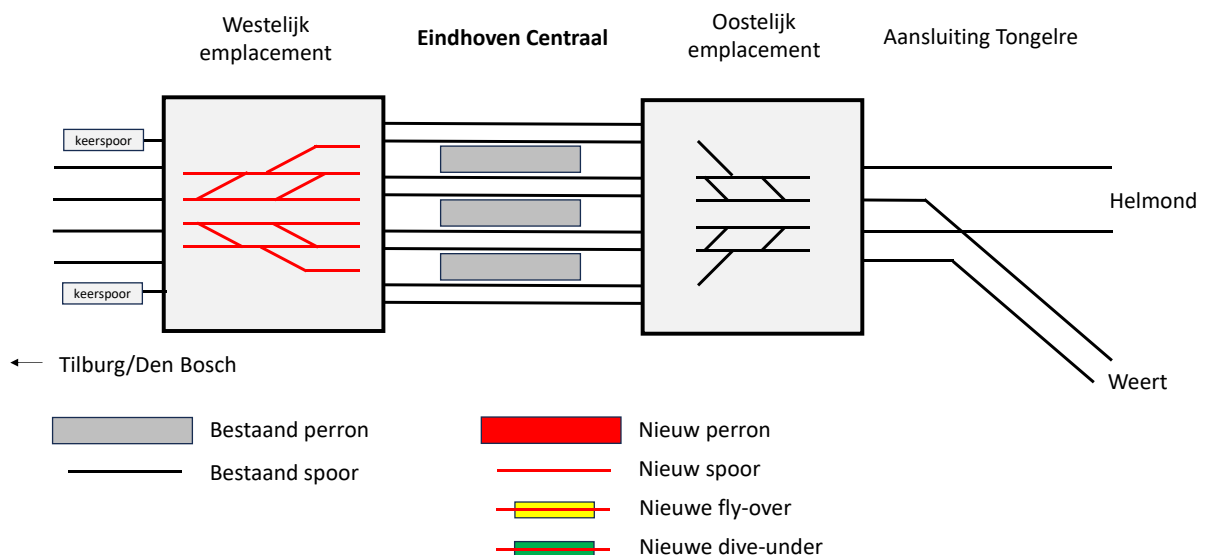 Westelijk
emplacement
Eindhoven Centraal
Oostelijk
emplacement
Aansluiting Tongelre
keerspoor
Helmond
keerspoor
Tilburg/Den Bosch
Weert
Bestaand perron
Nieuw perron
Bestaand spoor
Nieuw spoor
Nieuwe fly-over
Nieuwe dive-under